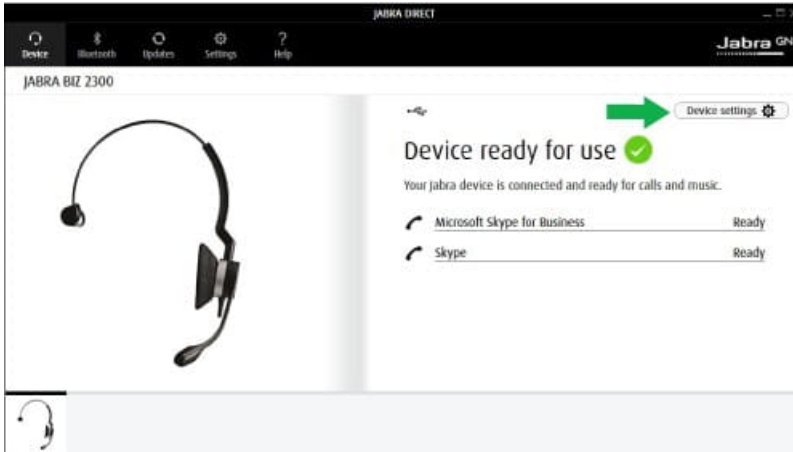 JABRA DIRECT
Device
Bluetooth
Updates
Settings
?
Help
Jabra GN
JABRA BIZ 2300
Device settings
Device ready for use
Your Jabra device is connected and ready for calls and music.
Microsoft Skype for Business Ready
Skype Ready